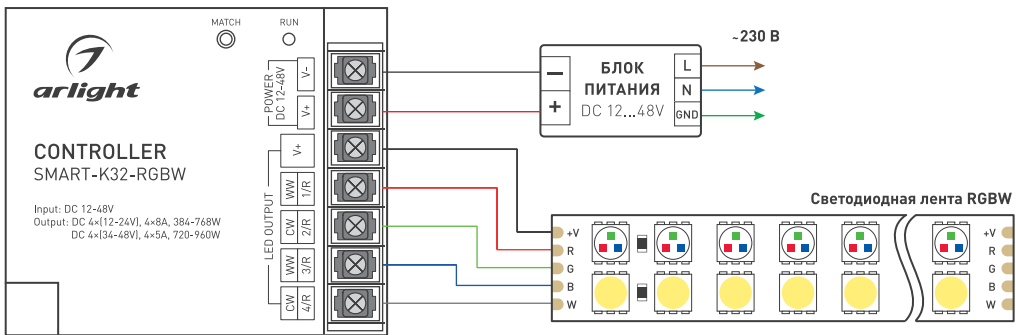 MATCH
RUN
arlight
CONTROLLER
SMART-K32-RGBW
Input: DC 12-48V
Output: DC 4×(12-24V), 4×8A, 384-768W
DC 4×(34-48V), 4×5A, 720-960W
POWER
DC 12-48V
V-
V+
LED OUTPUT
V+
WW 1/R
CW 2/R
WW 3/R
CW 4/R
БЛОК
ПИТАНИЯ
DC 12...48V
−
+
L
N
GND
~230 В
Светодиодная лента RGBW
+V
R
G
B
W
+V
R
G
B
W